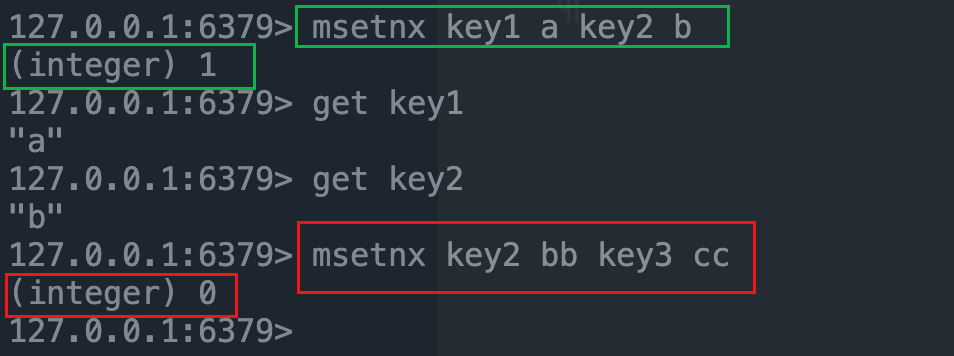 127.0.0.1:6379> msetnx key1 a key2 b
(integer) 1
127.0.0.1:6379> get key1
"a"
127.0.0.1:6379> get key2
"b"
127.0.0.1:6379> msetnx key2 bb key3 cc
(integer) 0
127.0.0.1:6379>